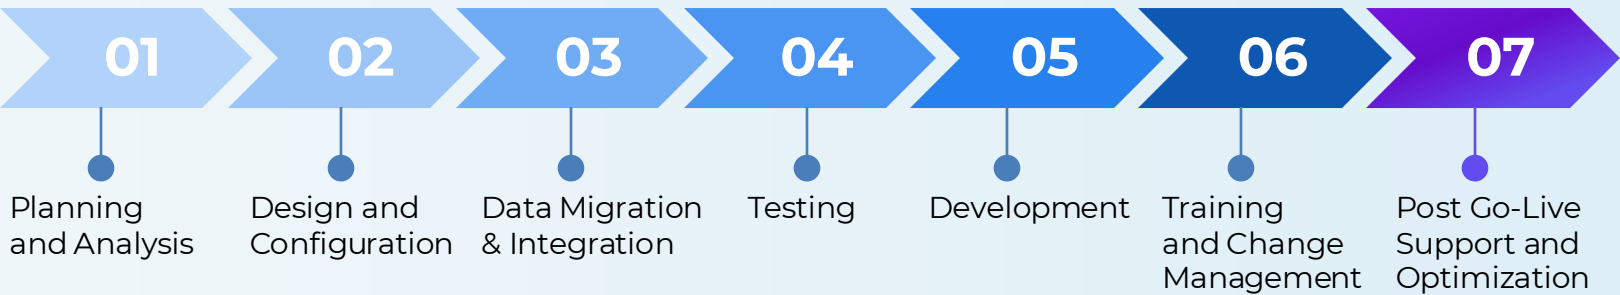 01 02 03 04 05 06 07
Planning
and Analysis
Design and
Configuration
Data Migration
& Integration
Testing
Development
Training
and Change
Management
Post Go-Live
Support and
Optimization